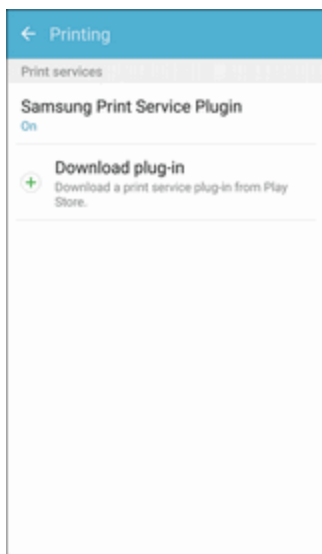 Printing
Print services
Samsung Print Service Plugin
On
Download plug-in
Download a print service plug-in from Play
Store.